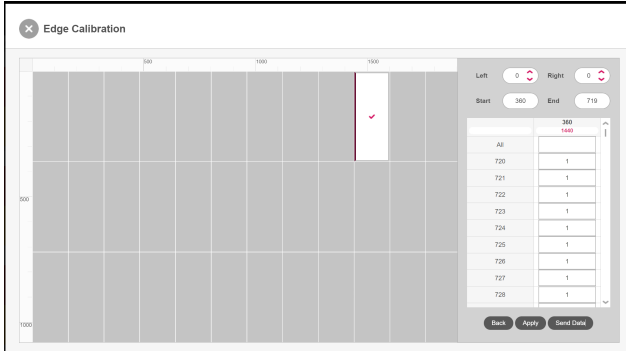 Edge Calibration
500 1000 1500
500
1000
Left 0 Right 0
Start 360 End 719
360
1440
All
720 1
721 1
722 1
723 1
724 1
725 1
726 1
727 1
728 1
Back Apply Send Data